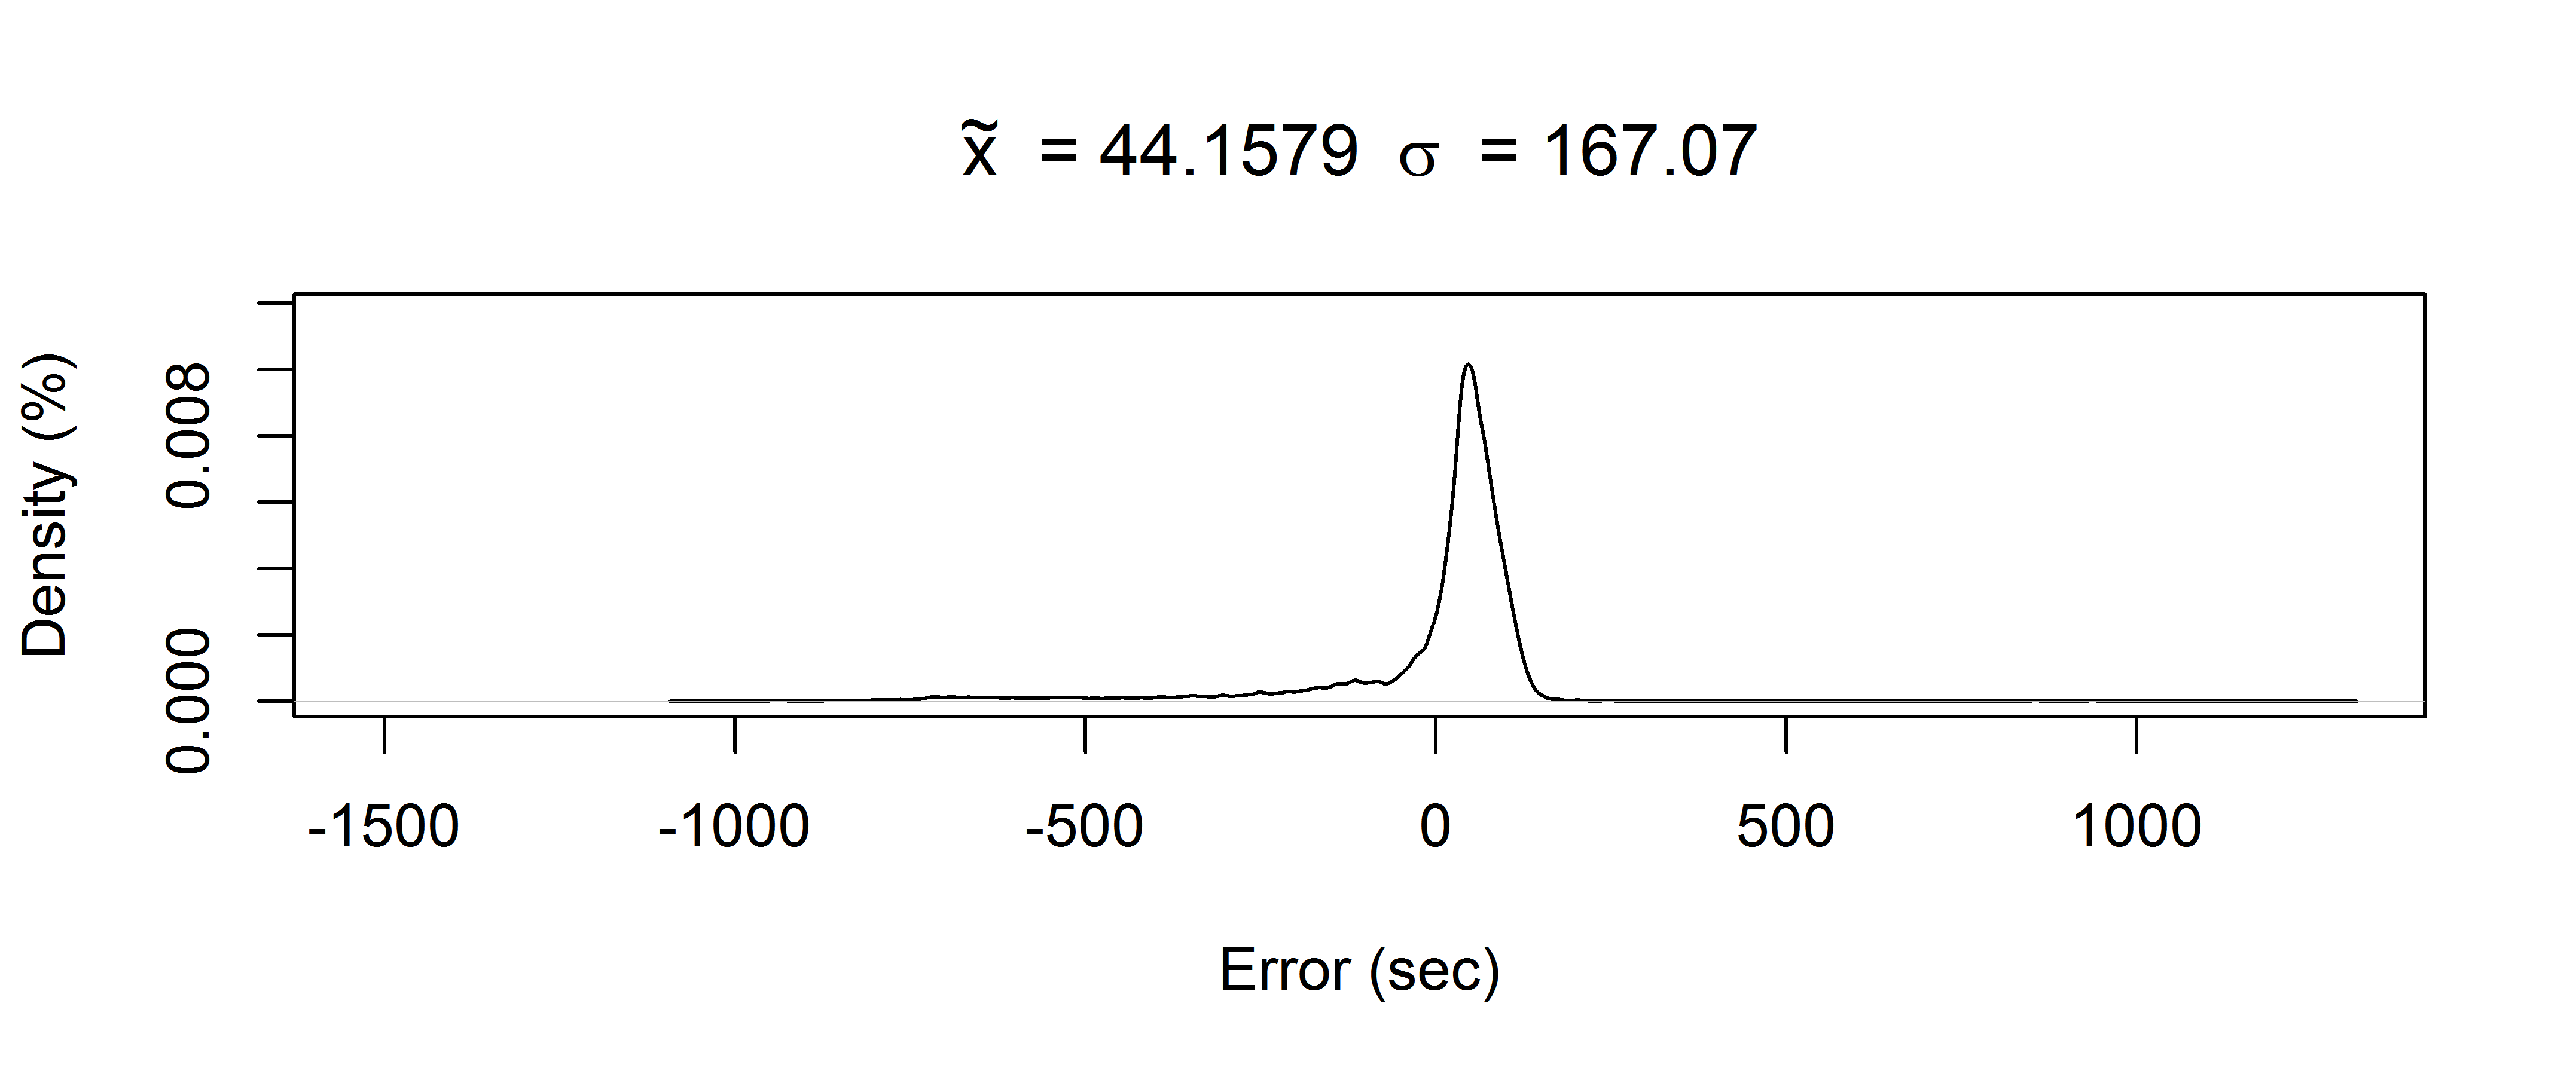 x̃ = 44.1579 σ = 167.07
Density (%)
0.008
0.000
-1500 -1000 -500 0 500 1000
Error (sec)